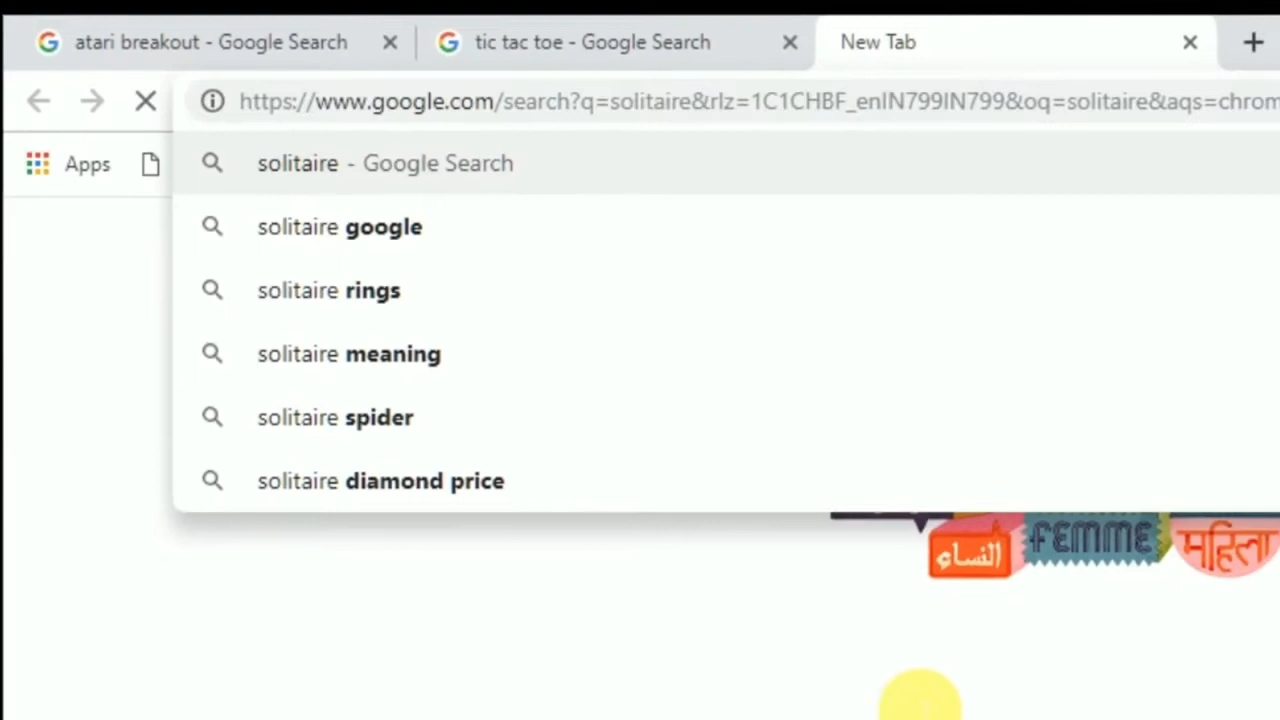 atari breakout - Google Search
tic tac toe - Google Search
New Tab
https://www.google.com/search?q=solitaire&rlz=1C1CHBF_enIN799IN799&oq=solitaire&aqs=chrom
Apps
solitaire - Google Search
solitaire google
solitaire rings
solitaire meaning
solitaire spider
solitaire diamond price
النساء FEMME महिला